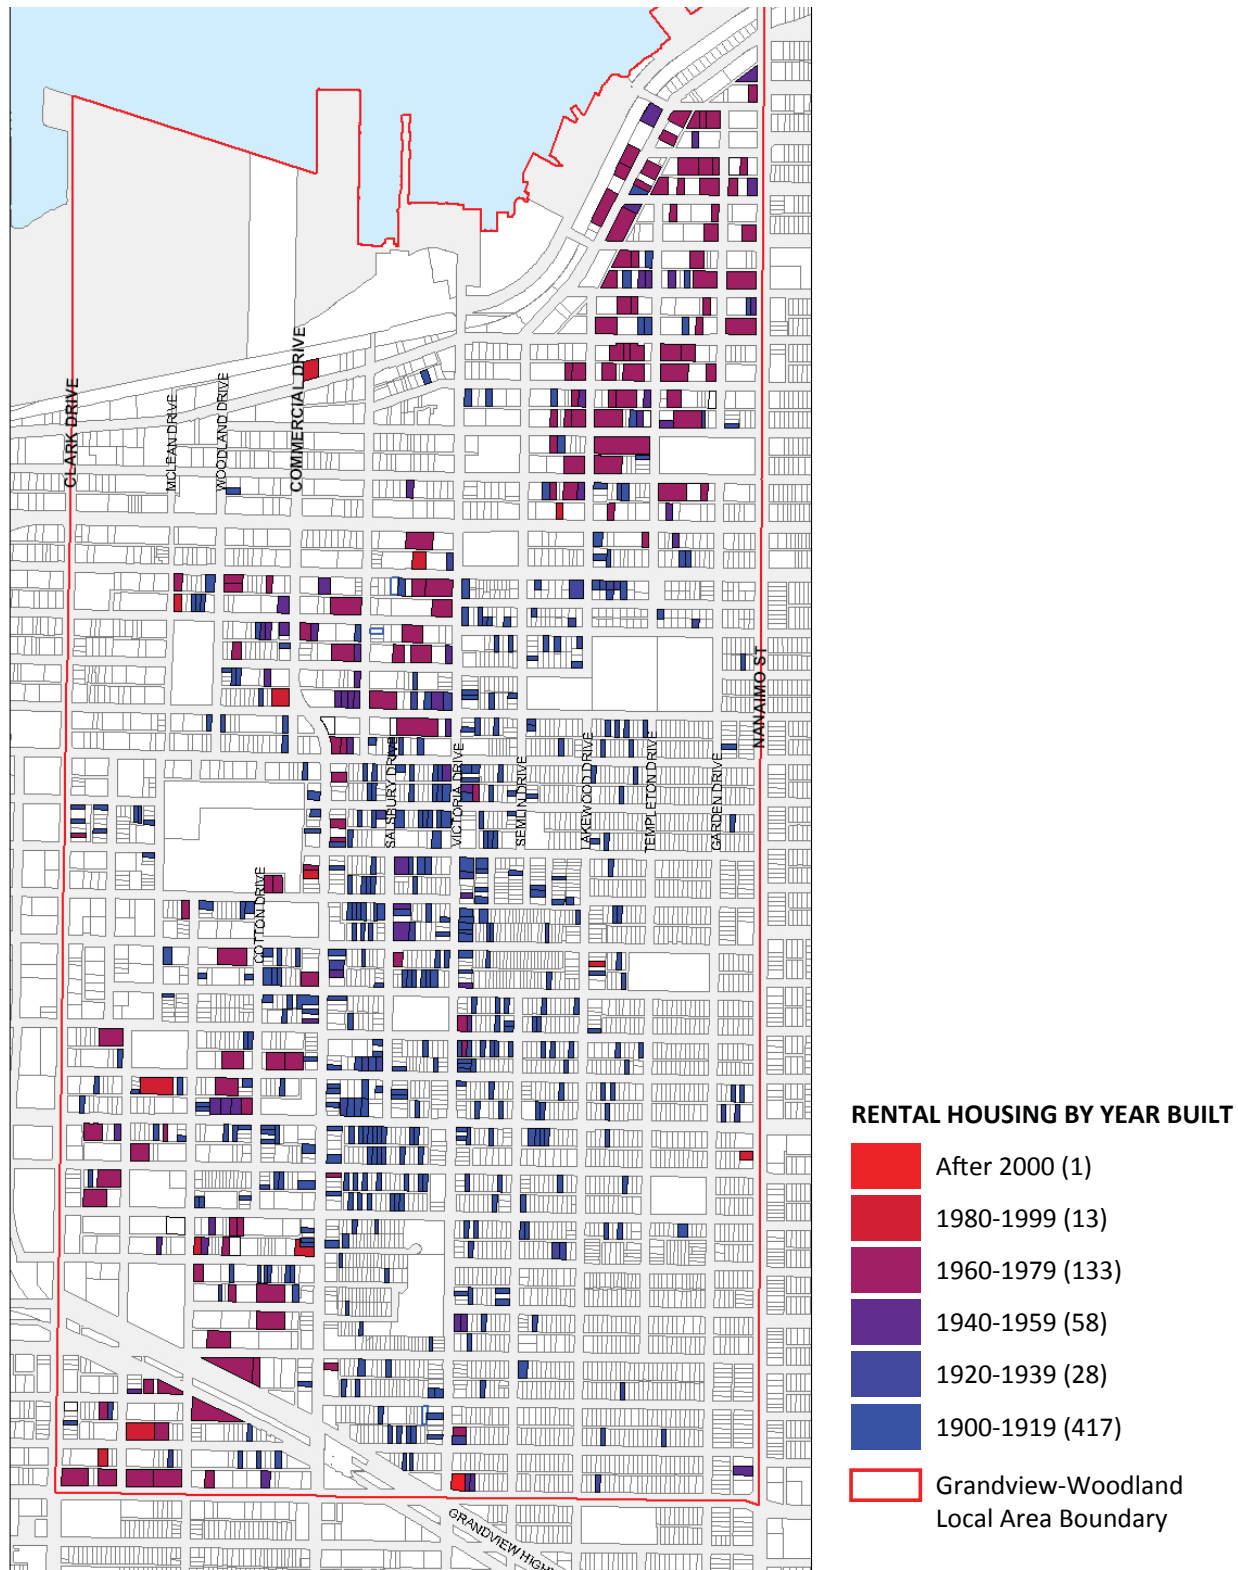 CLARK DRIVE
MCLEAN DRIVE
WOODLAND DRIVE
COMMERCIAL DRIVE
NANAIMO ST
COTTON DRIVE
SALSBURY DRIVE
VICTORIA DRIVE
SEMLIN DRIVE
LAKEWOOD DRIVE
TEMPLETON DRIVE
GARDEN DRIVE
GRANDVIEW HIGH
RENTAL HOUSING BY YEAR BUILT
After 2000 (1)
1980-1999 (13)
1960-1979 (133)
1940-1959 (58)
1920-1939 (28)
1900-1919 (417)
Grandview-Woodland
Local Area Boundary